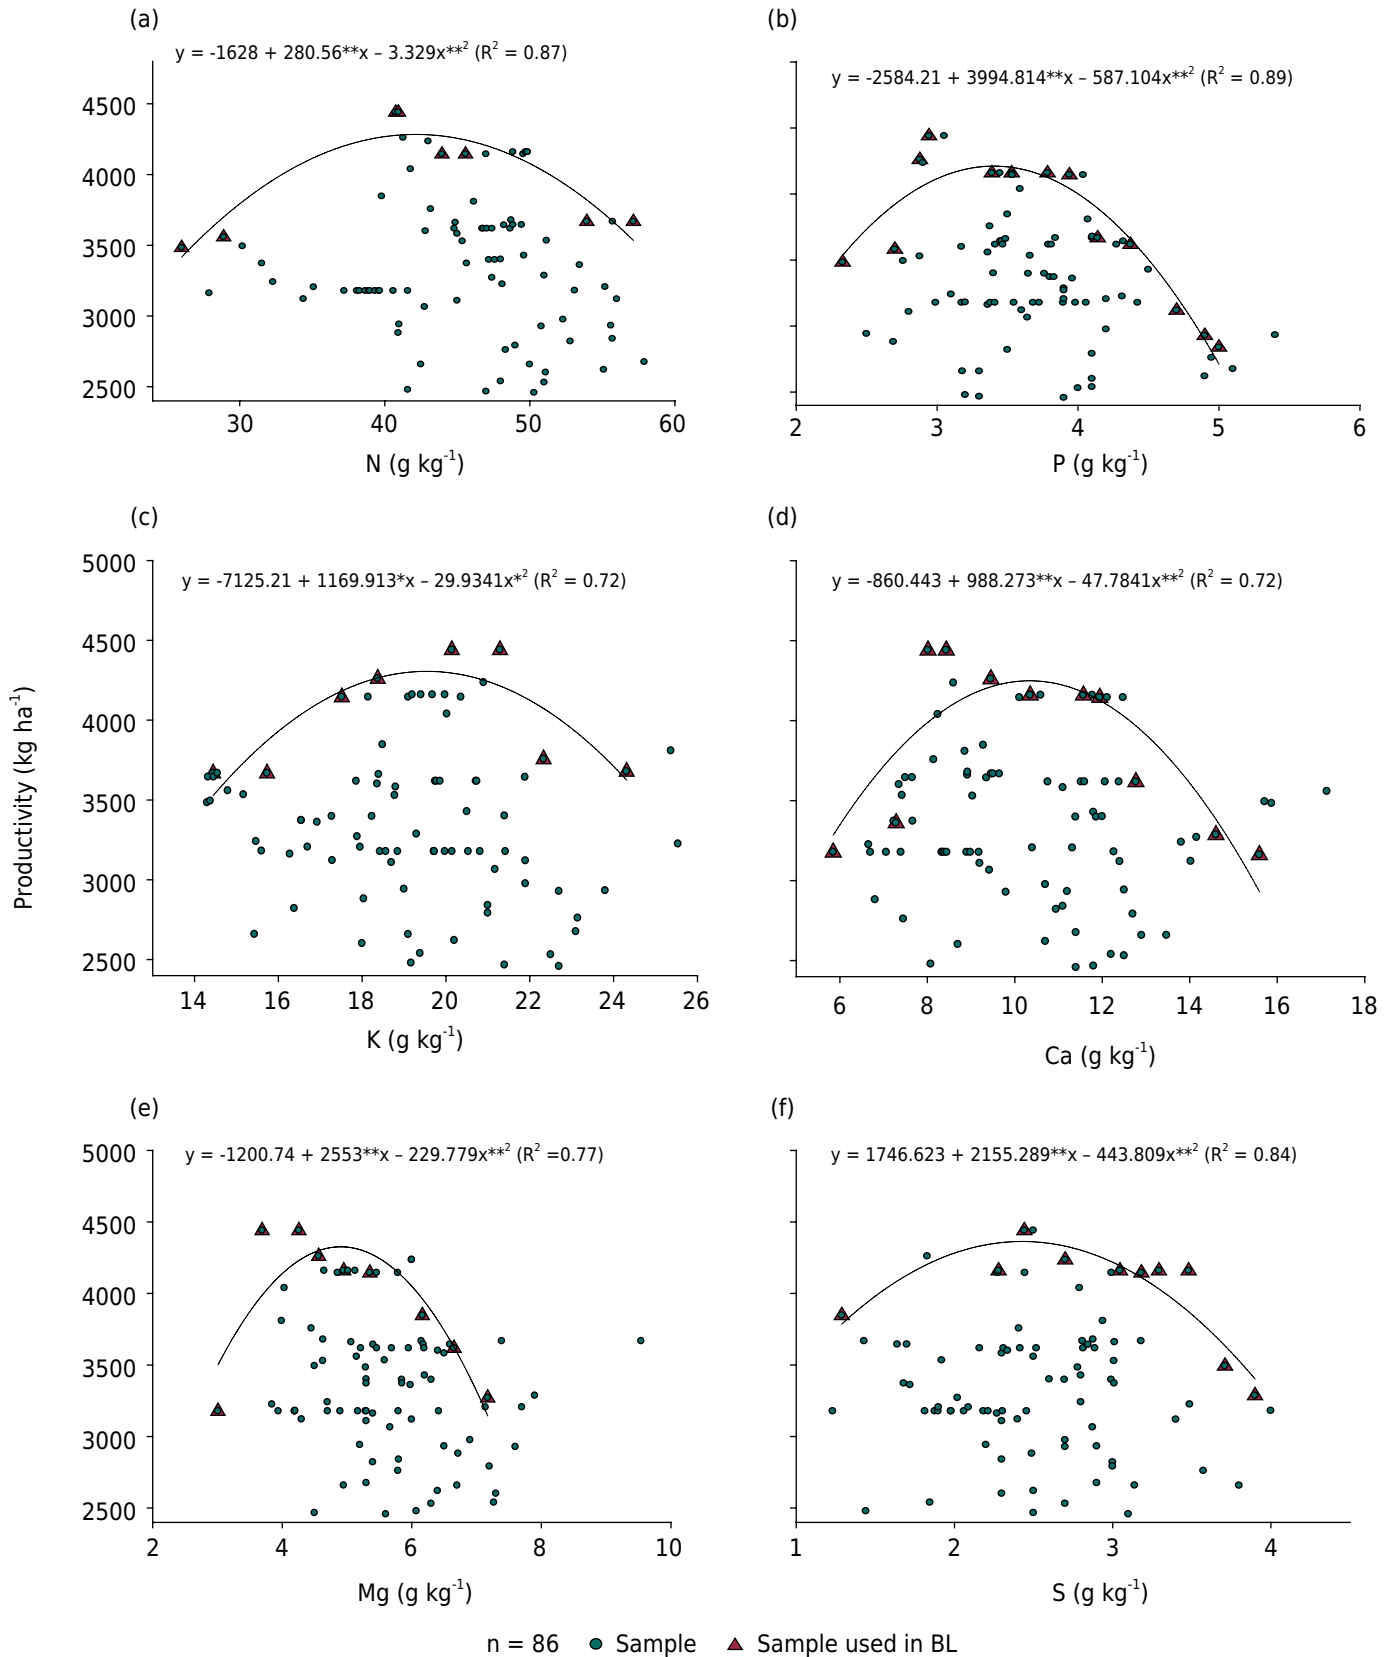 (a)
(b)
y = -1628 + 280.56**x – 3.329x**² (R² = 0.87)
y = -2584.21 + 3994.814**x – 587.104x**² (R² = 0.89)
4500
4000
3500
3000
2500
30
40
50
60
2
3
4
5
6
N (g kg⁻¹)
P (g kg⁻¹)
(c)
(d)
y = -7125.21 + 1169.913*x – 29.9341x*² (R² = 0.72)
y = -860.443 + 988.273**x – 47.7841x**² (R² = 0.72)
5000
4500
4000
3500
3000
2500
Productivity (kg ha⁻¹)
14
16
18
20
22
24
26
6
8
10
12
14
16
18
K (g kg⁻¹)
Ca (g kg⁻¹)
(e)
(f)
y = -1200.74 + 2553**x – 229.779x**² (R² =0.77)
y = 1746.623 + 2155.289**x – 443.809x**² (R² = 0.84)
5000
4500
4000
3500
3000
2500
2
4
6
8
10
1
2
3
4
Mg (g kg⁻¹)
S (g kg⁻¹)
n = 86 Sample Sample used in BL